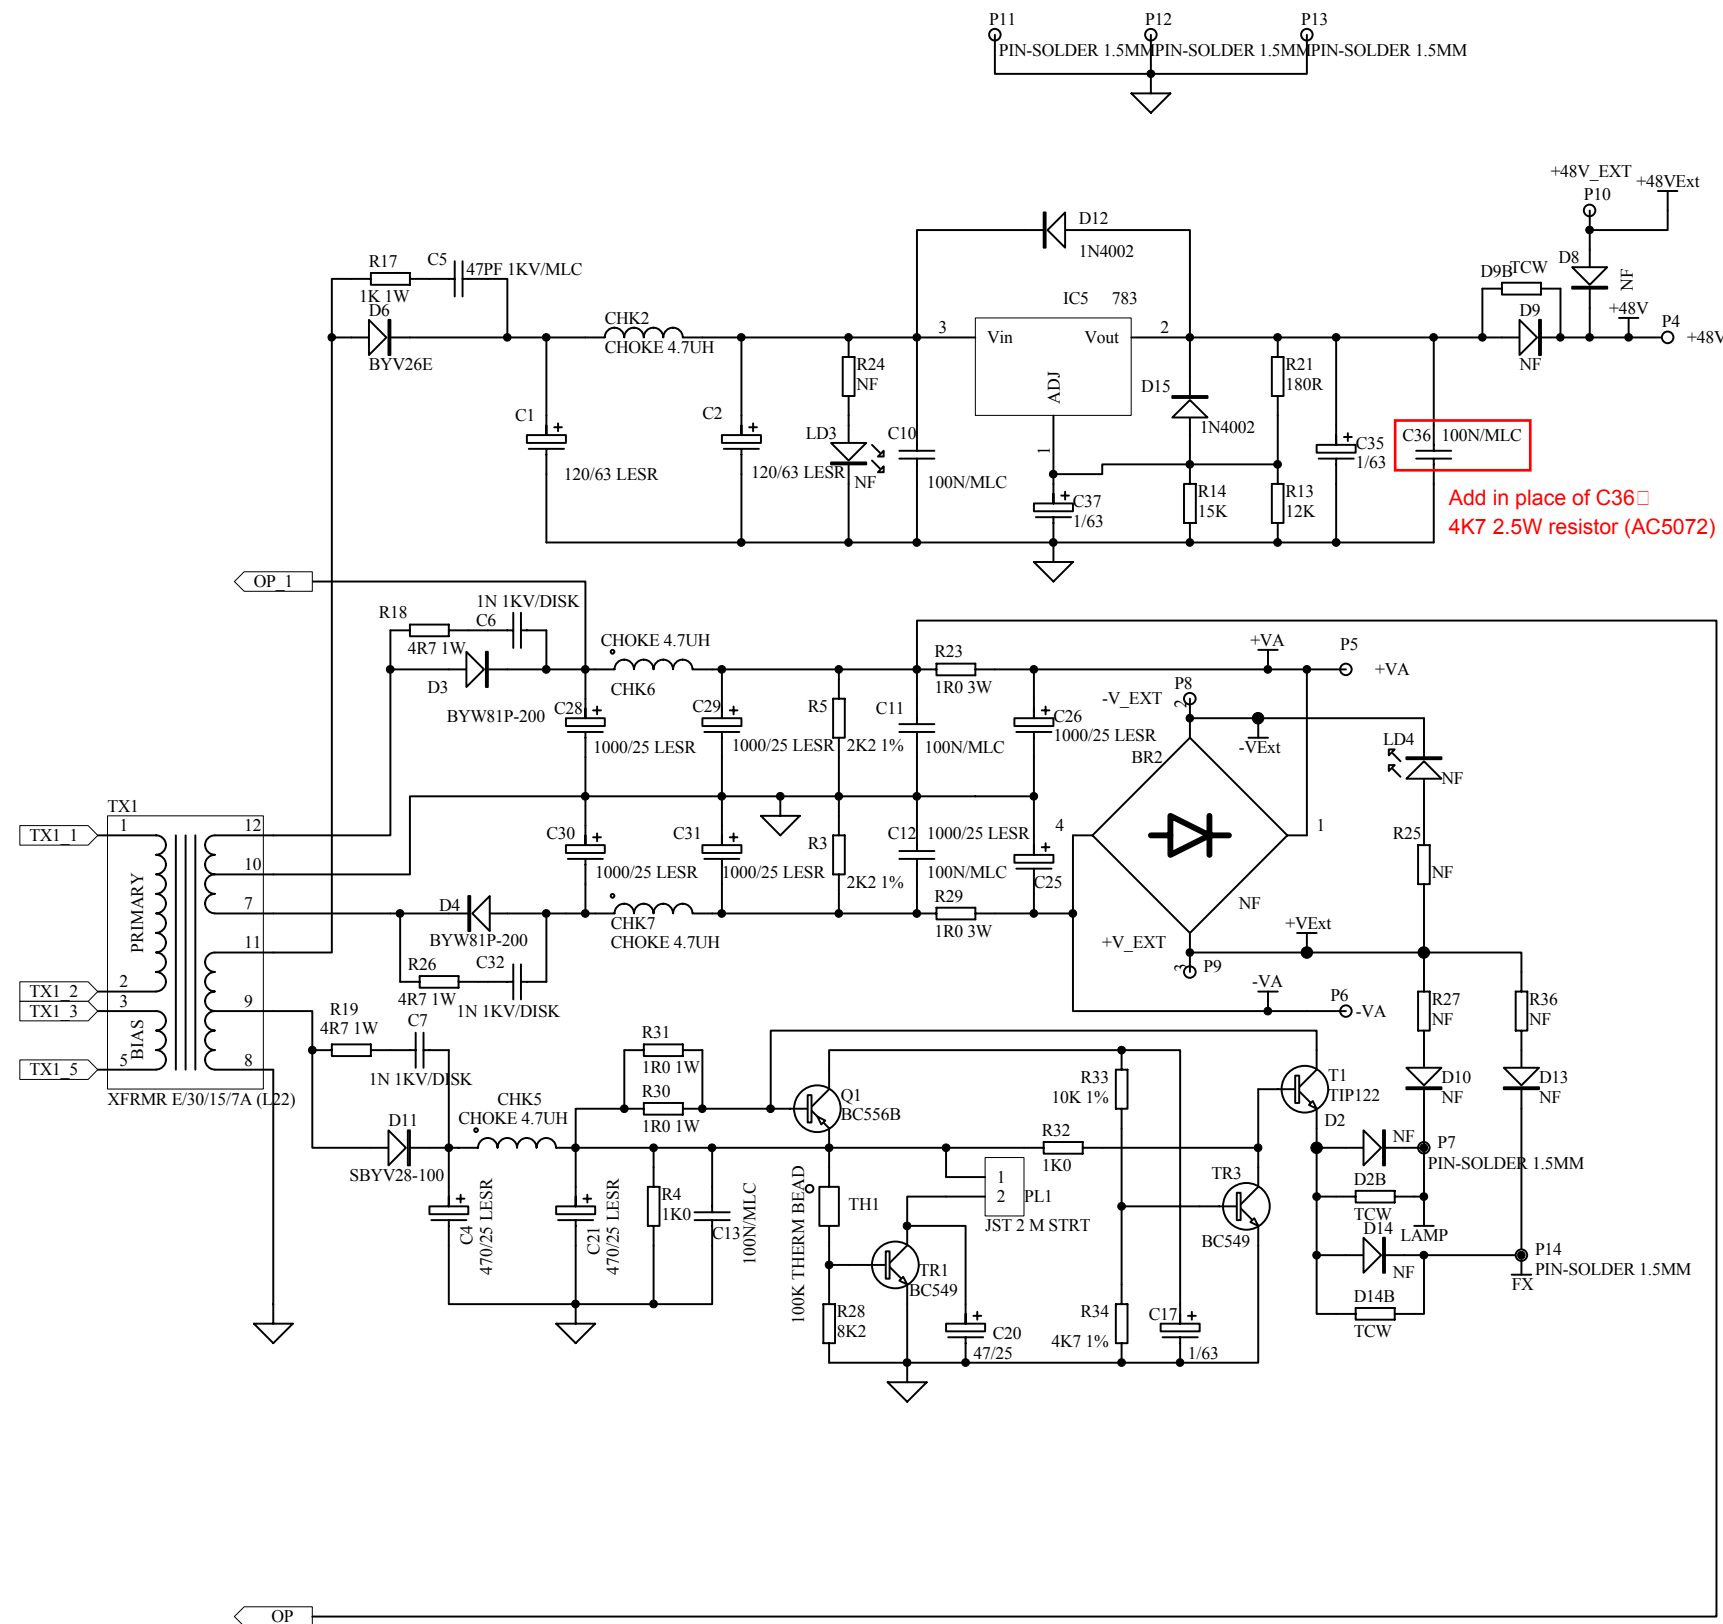 P11
P12
P13
PIN-SOLDER 1.5MM
PIN-SOLDER 1.5MM
PIN-SOLDER 1.5MM
+48V_EXT
+48VExt
P10
D12
1N4002
R17
C5
47PF 1KV/MLC
1K 1W
D6
BYV26E
CHK2
CHOKE 4.7UH
IC5
783
3
Vin
Vout
2
ADJ
1
D9B
TCW
D8
NF
D9
NF
+48V
P4
+48V
R24
NF
R21
180R
D15
1N4002
C1
120/63 LESR
C2
120/63 LESR
LD3
NF
C10
100N/MLC
C37
1/63
R14
15K
R13
12K
C35
1/63
C36
100N/MLC
Add in place of C36
4K7 2.5W resistor (AC5072)
OP_1
R18
1N 1KV/DISK
C6
4R7 1W
D3
BYW81P-200
CHOKE 4.7UH
CHK6
R23
1R0 3W
+VA
P5
+VA
P8
-V_EXT
2
-VExt
C28
1000/25 LESR
C29
1000/25 LESR
R5
2K2 1%
C11
100N/MLC
C26
1000/25 LESR
BR2
LD4
NF
TX1
TX1_1
1
12
10
7
11
PRIMARY
2
TX1_2
3
TX1_3
9
BIAS
5
TX1_5
8
XFRMR E/30/15/7A (L22)
C30
1000/25 LESR
C31
1000/25 LESR
R3
2K2 1%
C12
100N/MLC
1000/25 LESR
C25
4
1
NF
R25
NF
D4
BYW81P-200
CHK7
CHOKE 4.7UH
R29
1R0 3W
R26
4R7 1W
C32
1N 1KV/DISK
+V_EXT
3
P9
+VExt
-VA
P6
-VA
R27
NF
R36
NF
R19
4R7 1W
C7
1N 1KV/DISK
R31
1R0 1W
R30
1R0 1W
Q1
BC556B
R33
10K 1%
T1
TIP122
D10
NF
D13
NF
CHK5
CHOKE 4.7UH
D11
SBYV28-100
R32
1K0
D2
NF
P7
PIN-SOLDER 1.5MM
C4
470/25 LESR
C21
470/25 LESR
R4
1K0
C13
100N/MLC
100K THERM BEAD
TH1
1
2
PL1
JST 2 M STRT
TR3
BC549
D2B
TCW
LAMP
D14
NF
P14
PIN-SOLDER 1.5MM
FX
TR1
BC549
R28
8K2
C20
47/25
R34
4K7 1%
C17
1/63
D14B
TCW
OP